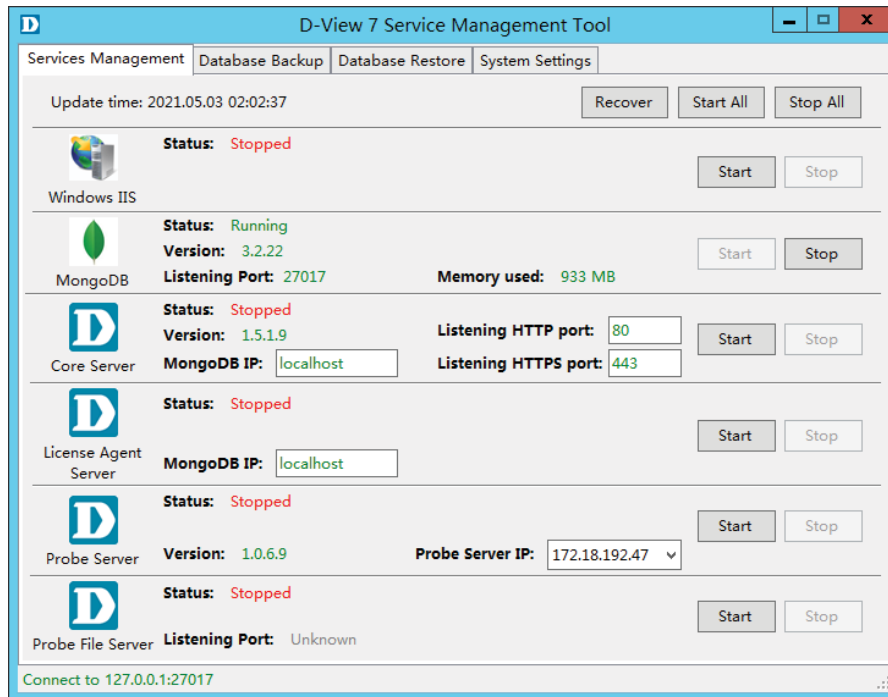 D-View 7 Service Management Tool
Services Management Database Backup Database Restore System Settings
Update time: 2021.05.03 02:02:37 Recover Start All Stop All
Status: Stopped
Windows IIS
Start Stop
Status: Running
Version: 3.2.22
Listening Port: 27017 Memory used: 933 MB
MongoDB
Start Stop
Status: Stopped
Version: 1.5.1.9
Listening HTTP port: 80
MongoDB IP: localhost Listening HTTPS port: 443
Core Server
Start Stop
Status: Stopped
License Agent
Server
MongoDB IP: localhost
Start Stop
Status: Stopped
Version: 1.0.6.9 Probe Server IP: 172.18.192.47
Probe Server
Start Stop
Status: Stopped
Listening Port: Unknown
Probe File Server
Start Stop
Connect to 127.0.0.1:27017